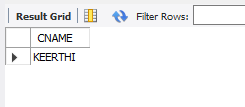 Result Grid Filter Rows:
CNAME
KEERTHI